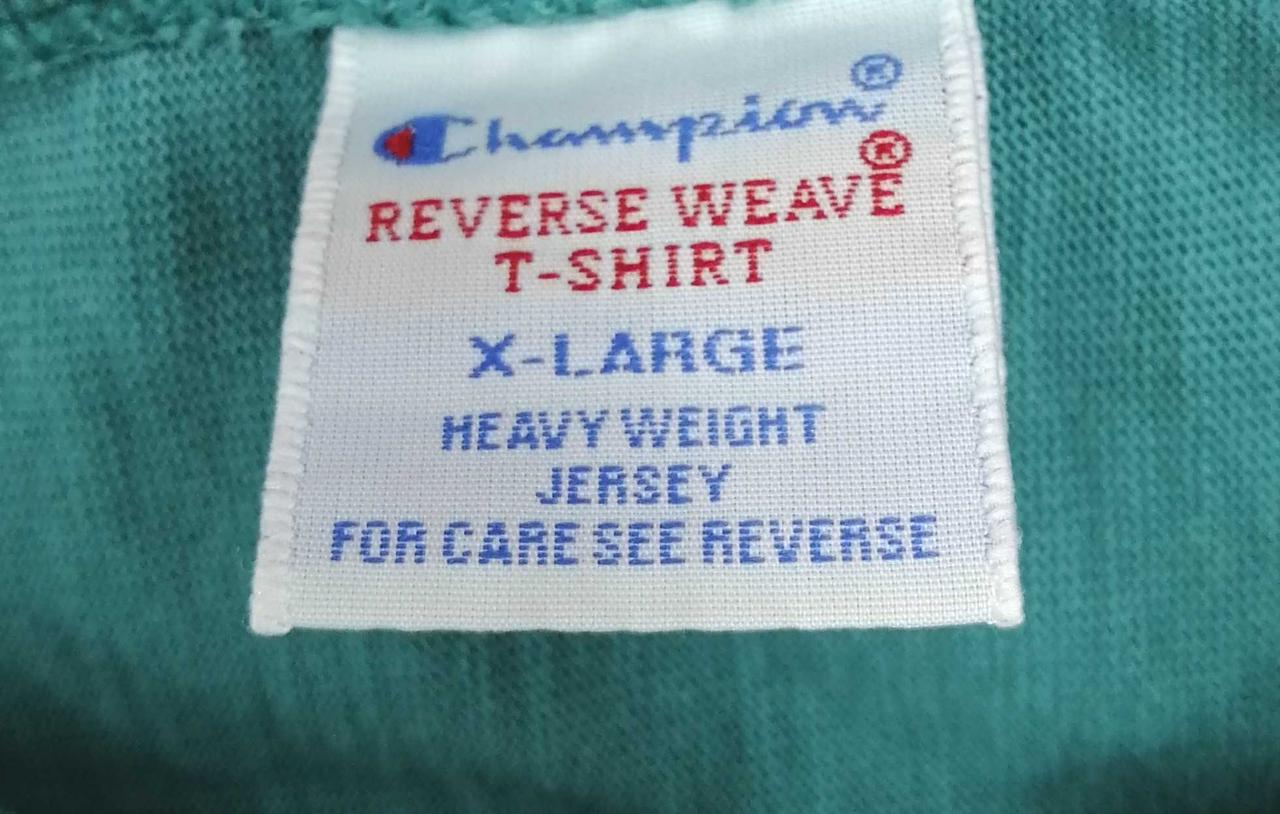 Champion®
REVERSE WEAVE®
T-SHIRT
X-LARGE
HEAVY WEIGHT
JERSEY
FOR CARE SEE REVERSE